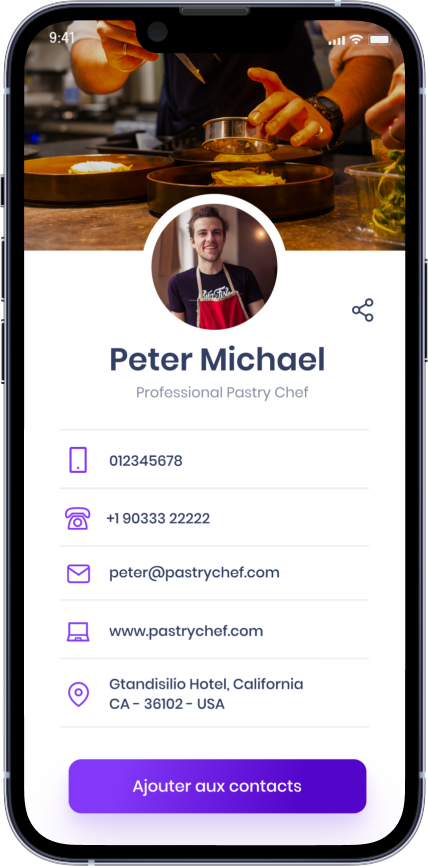 9:41
Peter Michael
Professional Pastry Chef
012345678
+1 90333 22222
peter@pastrychef.com
www.pastrychef.com
Gtandisilio Hotel, California
CA - 36102 - USA
Ajouter aux contacts